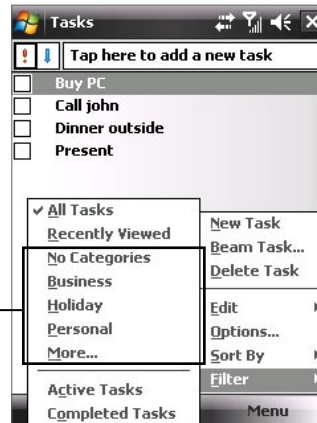 Tasks
Tap here to add a new task
Buy PC
Call john
Dinner outside
Present
All Tasks
Recently Viewed
No Categories
Business
Holiday
Personal
More...
Active Tasks
Completed Tasks
New Task
Beam Task...
Delete Task
Edit
Options...
Sort By
Filter
Menu